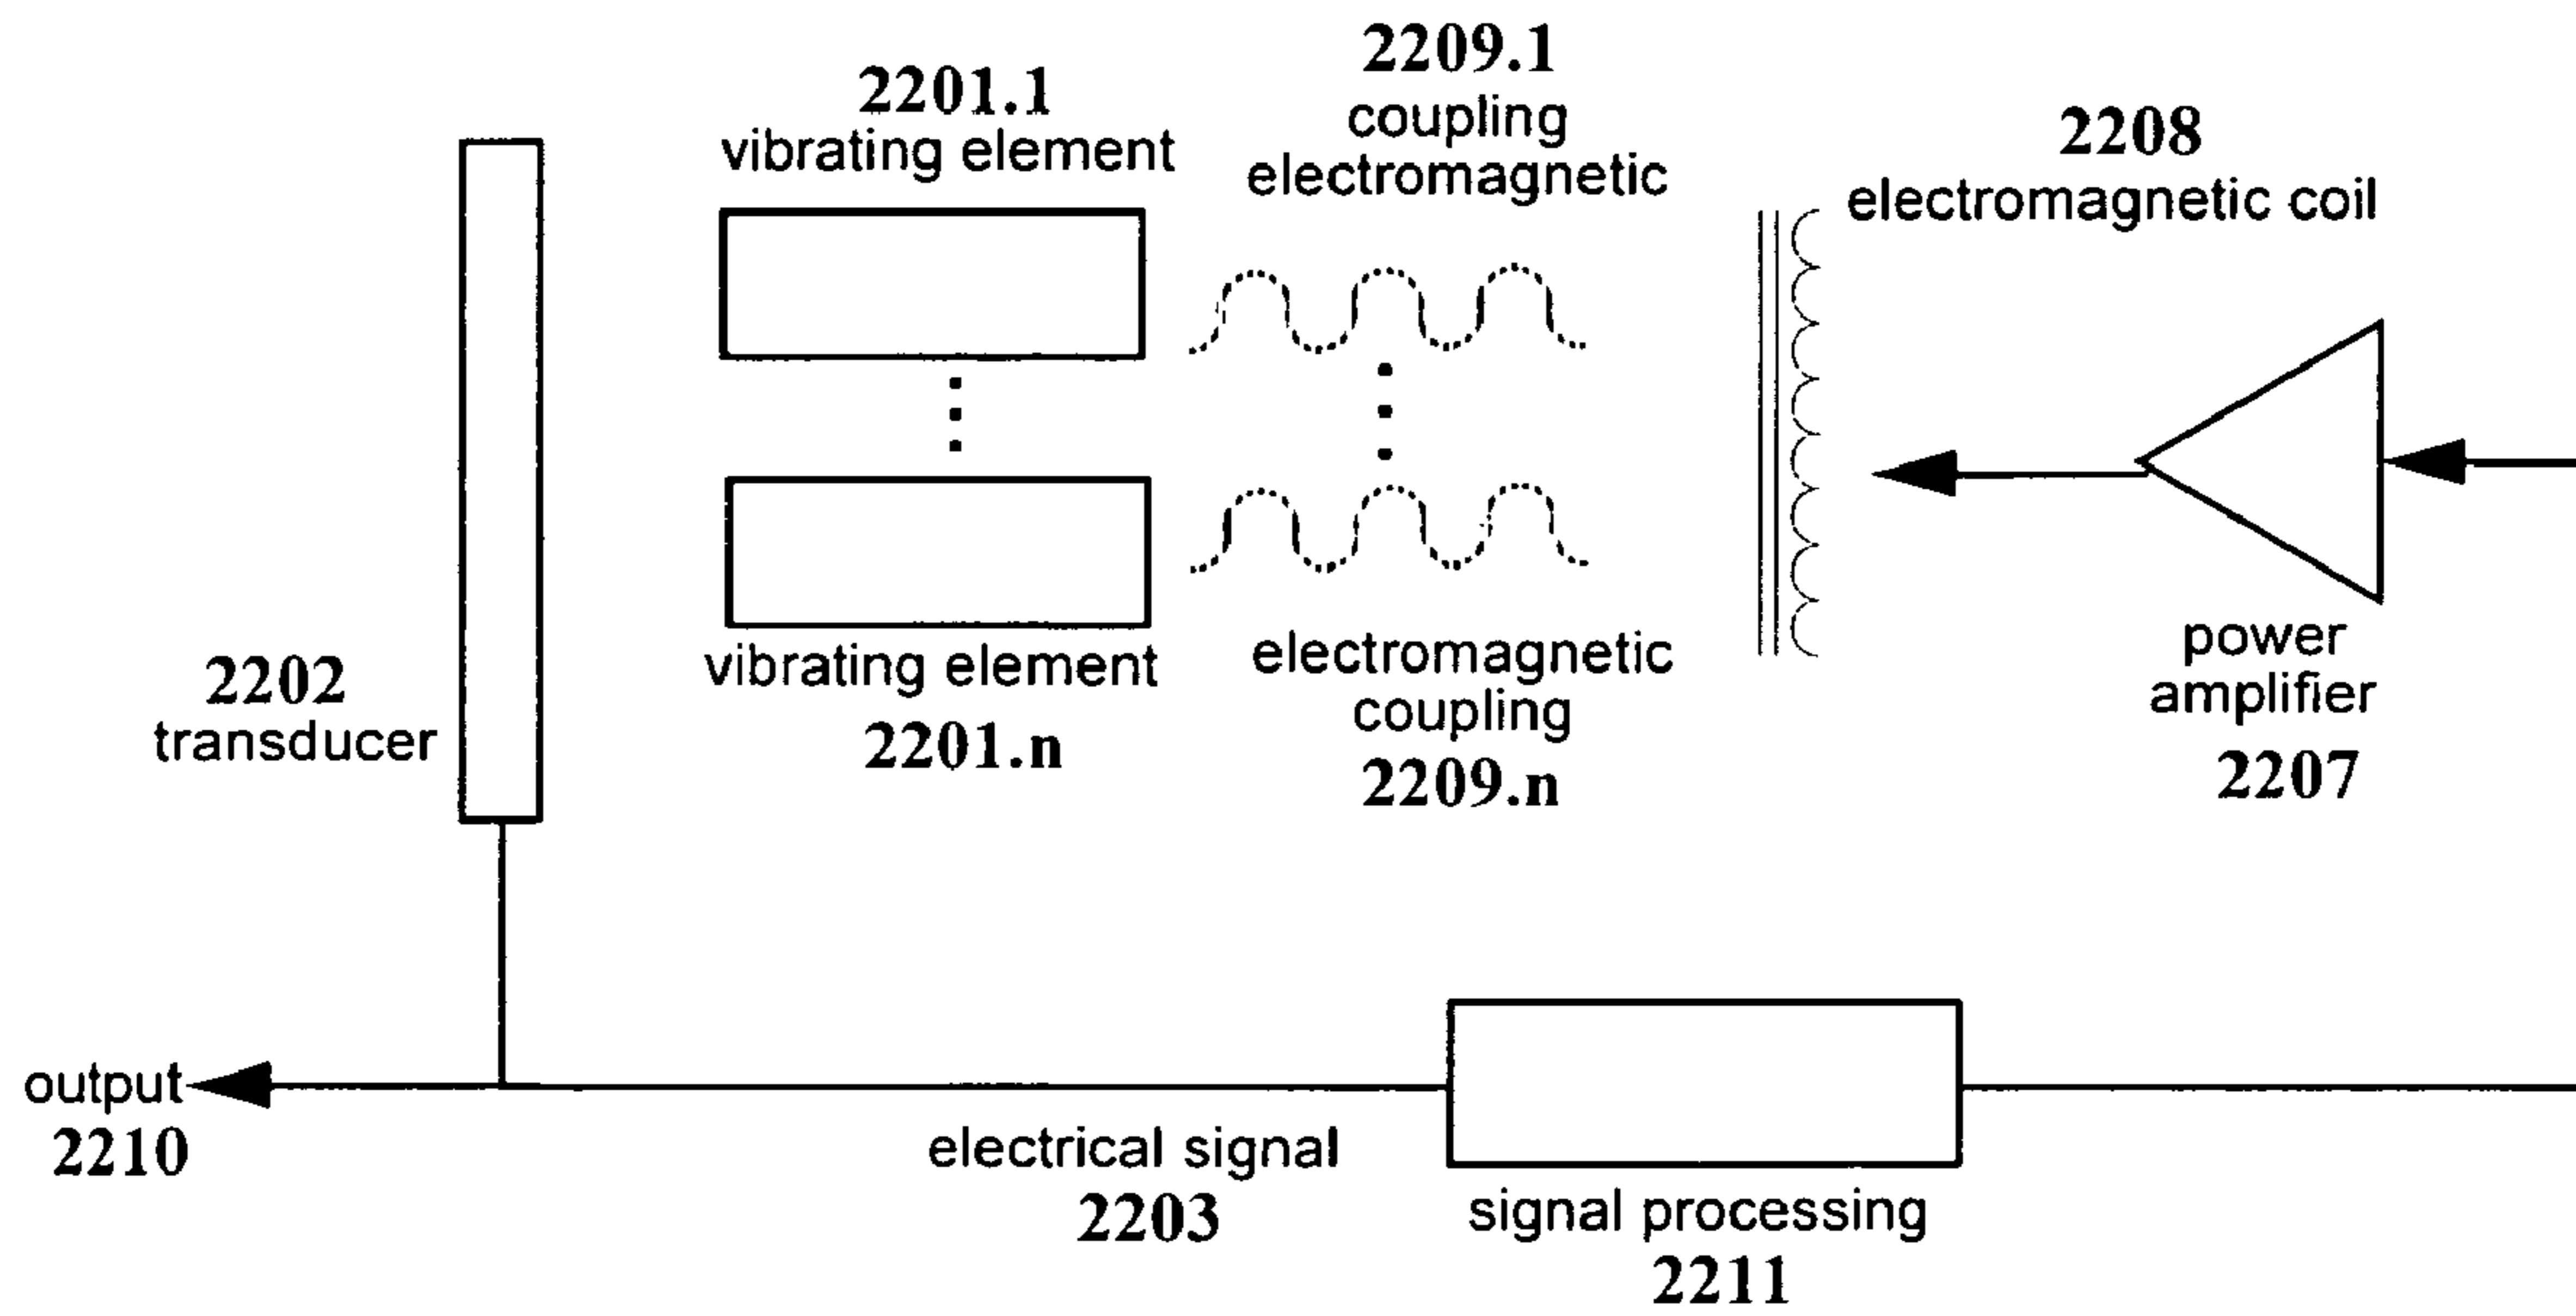 2209.1
coupling
electromagnetic
2201.1
vibrating element
2208
electromagnetic coil
2202
transducer
vibrating element
2201.n
electromagnetic
coupling
2209.n
power
amplifier
2207
output
2210
electrical signal
2203
signal processing
2211